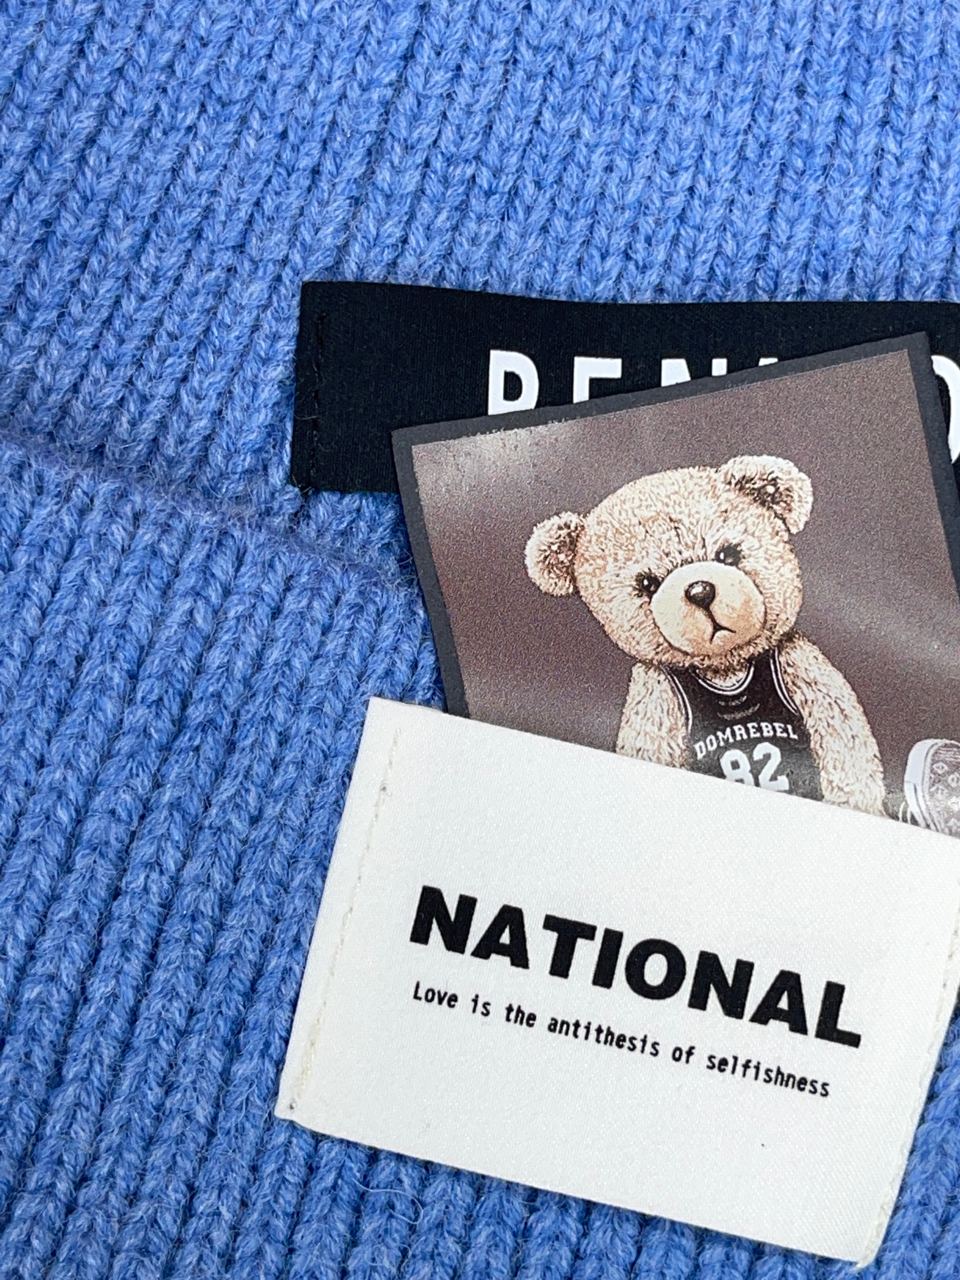 DOMREBEL
82
NATIONAL
Love is the antithesis of selfishness